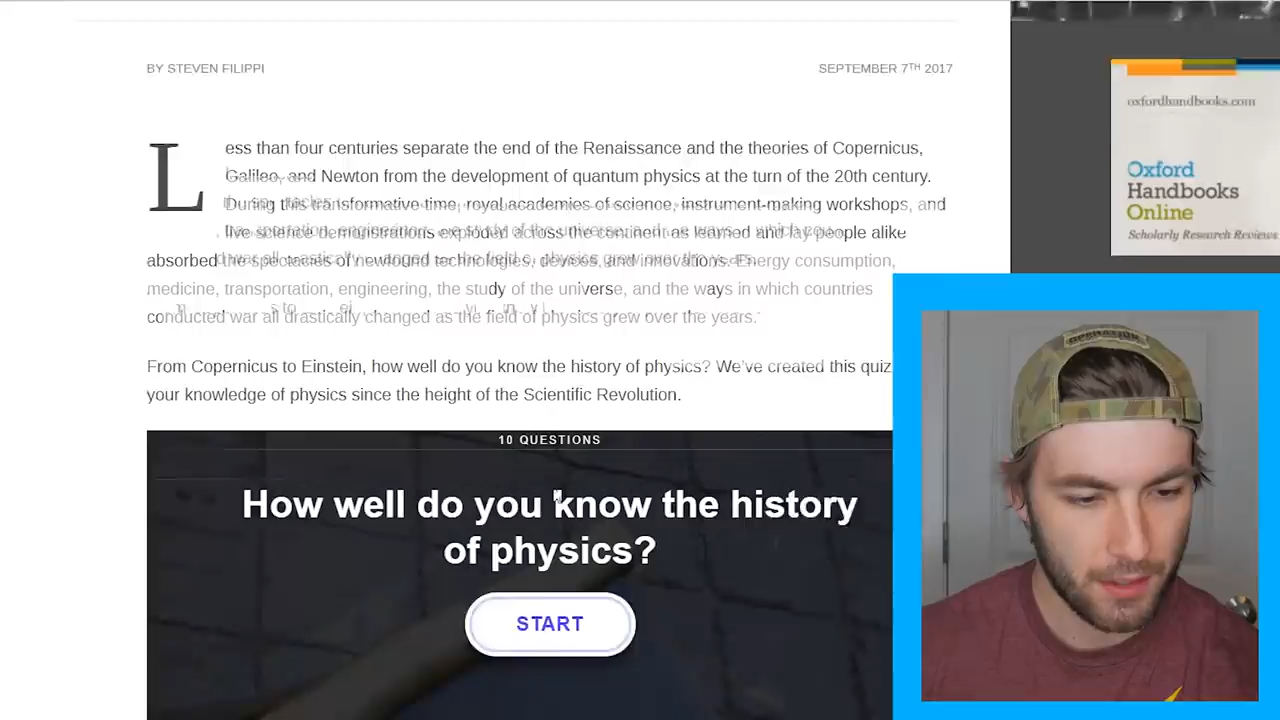 BY STEVEN FILIPPI
SEPTEMBER 7TH 2017
Less than four centuries separate the end of the Renaissance and the theories of Copernicus,
Galileo, and Newton from the development of quantum physics at the turn of the 20th century.
During this transformative time, royal academies of science, instrument-making workshops, and
live science demonstrations exploded across the continent as learned and lay people alike
absorbed the spectacles of newfound technologies, devices, and innovations. Energy consumption,
medicine, transportation, engineering, the study of the universe, and the ways in which countries
conducted war all drastically changed as the field of physics grew over the years.
From Copernicus to Einstein, how well do you know the history of physics? We've created this quiz
your knowledge of physics since the height of the Scientific Revolution.
10 QUESTIONS
How well do you know the history
of physics?
START
oxfordhandbooks.com
Oxford
Handbooks
Online
Scholarly Research Reviews
OPERATION